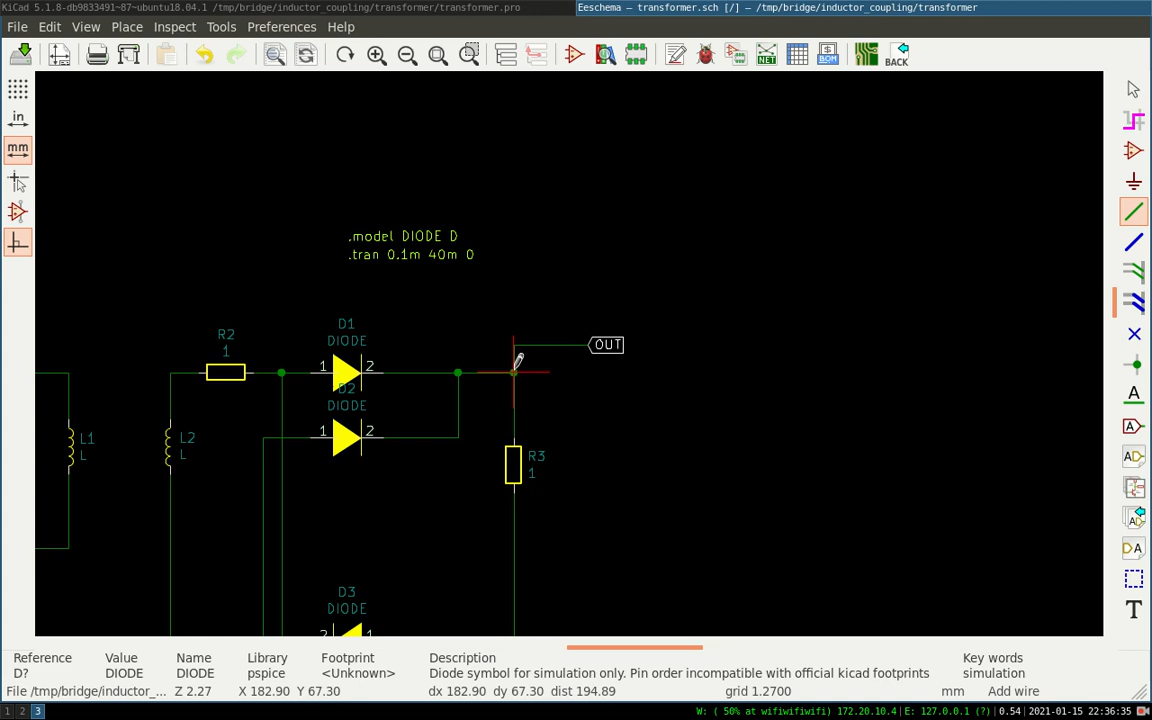 KiCad 5.1.8-db9833491~87~ubuntu18.04.1 /tmp/bridge/inductor_coupling/transformer/transformer.pro
Eeschema — transformer.sch [/] — /tmp/bridge/inductor_coupling/transformer
File Edit View Place Inspect Tools Preferences Help
NET
BOM
BACK
in
mm
.model DIODE D
.tran 0.1m 40m 0
D1
DIODE
R2
1
1 2
OUT
D2
DIODE
1 2
L1
L
L2
L
R3
1
D3
DIODE
2 1
A
A
AD
AD
DA
T
Reference Value Name Library Footprint Description Key words
D? DIODE DIODE pspice <Unknown> Diode symbol for simulation only. Pin order incompatible with official kicad footprints simulation
File /tmp/bridge/inductor_... Z 2.27 X 182.90 Y 67.30 dx 182.90 dy 67.30 dist 194.89 grid 1.2700 mm Add wire
1 2 3 W: ( 50% at wifiwifiwifi) 172.20.10.4 | E: 127.0.0.1 (?) | 0.54 | 2021-01-15 22:36:35